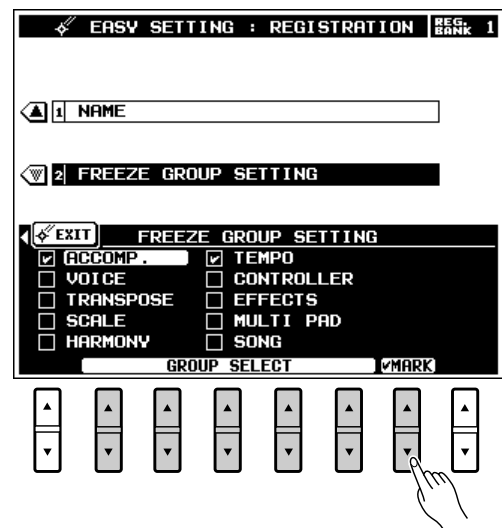 EASY SETTING : REGISTRATION REG. BANK 1
1 NAME
2 FREEZE GROUP SETTING
EXIT FREEZE GROUP SETTING
ACCOMP. TEMPO
VOICE CONTROLLER
TRANSPOSE EFFECTS
SCALE MULTI PAD
HARMONY SONG
GROUP SELECT MARK